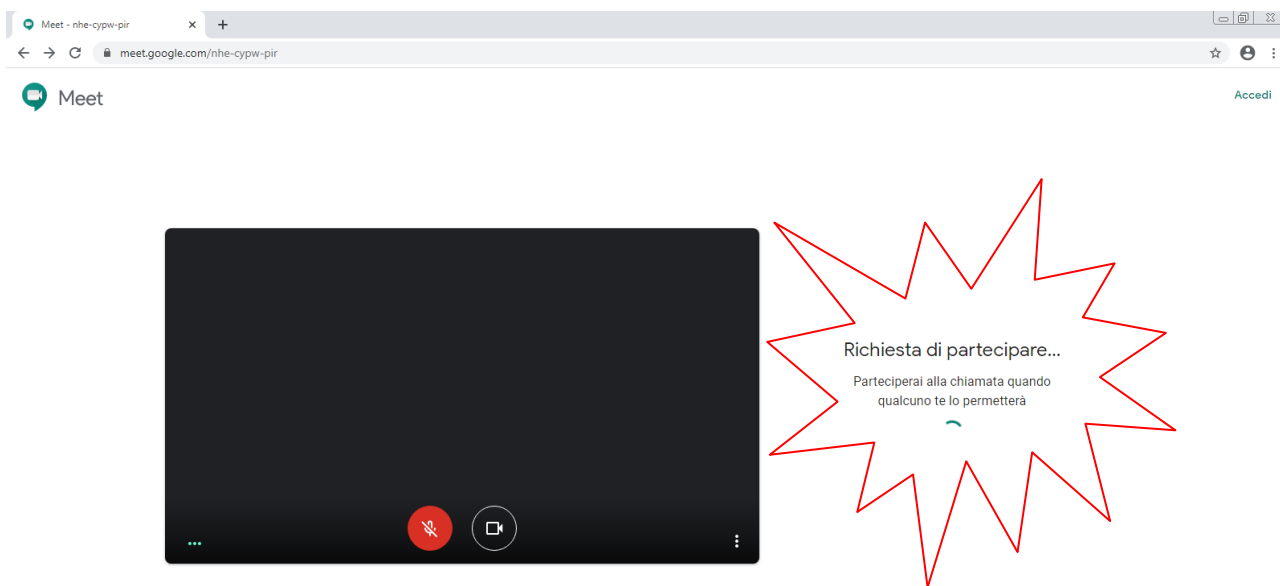 Meet - nhe-cypw-pir
meet.google.com/nhe-cypw-pir
Meet
Accedi
Richiesta di partecipare...
Parteciperai alla chiamata quando
qualcuno te lo permetterà